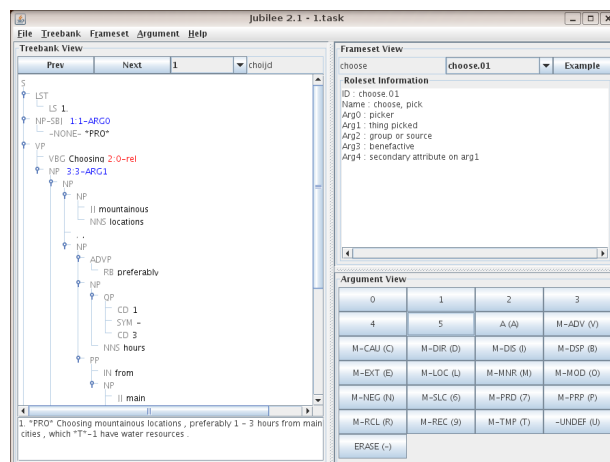 Jubilee 2.1 - 1.task
File Treebank Frameset Argument Help
Treebank View
Prev Next 1 choijd
S
LST
LS 1.
NP-SBJ 1:1-ARG0
-NONE- *PRO*
VP
VBG Choosing 2:0-rel
NP 3:3-ARG1
NP
NP
JJ mountainous
NNS locations
, ,
NP
ADVP
RB preferably
NP
QP
CD 1
SYM -
CD 3
NNS hours
PP
IN from
NP
JJ main
1. *PRO* Choosing mountainous locations , preferably 1 - 3 hours from main
cities , which *T*-1 have water resources .
Frameset View
choose choose.01 Example
Roleset Information
ID : choose.01
Name : choose, pick
Arg0 : picker
Arg1 : thing picked
Arg2 : group or source
Arg3 : benefactive
Arg4 : secondary attribute on arg1
Argument View
0 1 2 3
4 5 A (A) M-ADV (V)
M-CAU (C) M-DIR (D) M-DIS (I) M-DSP (B)
M-EXT (E) M-LOC (L) M-MNR (M) M-MOD (O)
M-NEG (N) M-SLC (6) M-PRD (7) M-PRP (P)
M-RCL (R) M-REC (9) M-TMP (T) -UNDEF (U)
ERASE (-)